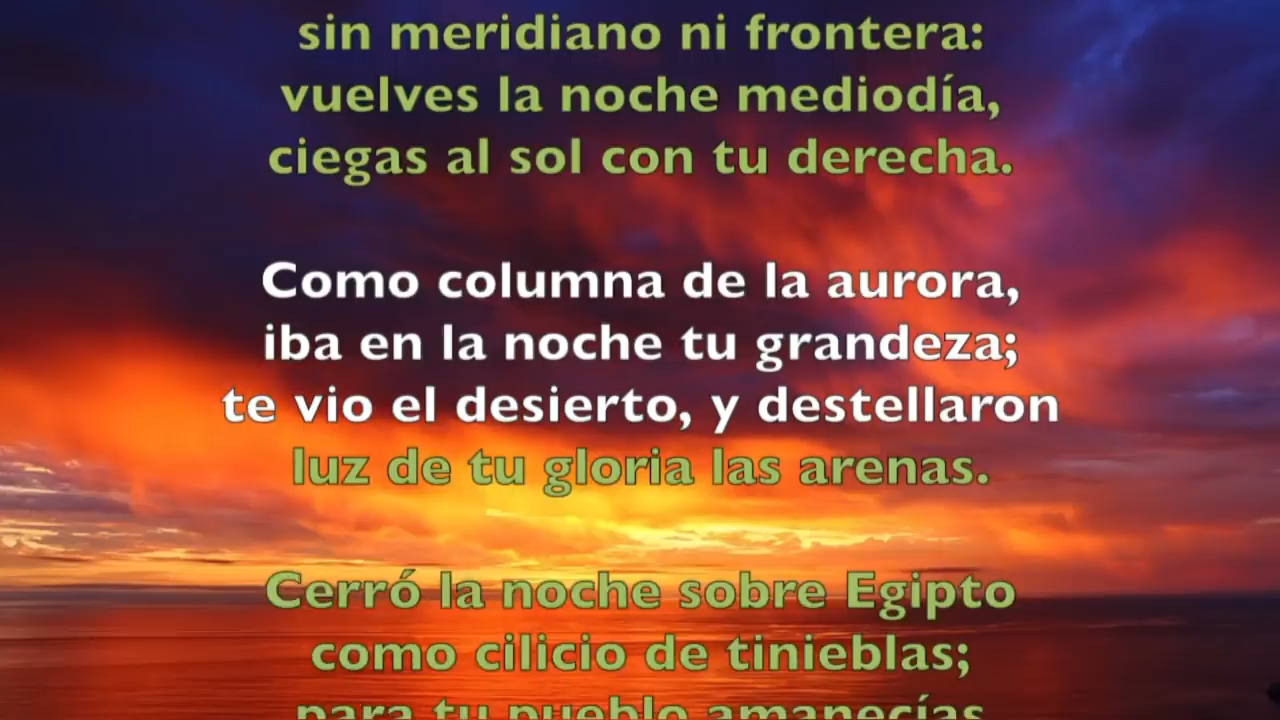 sin meridiano ni frontera:
vuelves la noche mediodía,
ciegas al sol con tu derecha.
Como columna de la aurora,
iba en la noche tu grandeza;
te vio el desierto, y destellaron
luz de tu gloria las arenas.
Cerró la noche sobre Egipto
como cilicio de tinieblas;
para tu pueblo amanecías